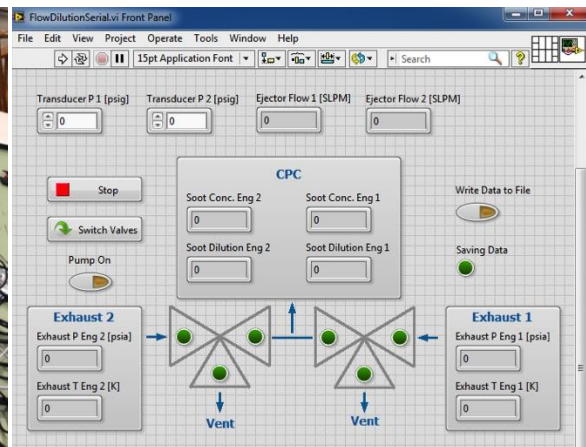 FlowDilutionSerial.vi Front Panel
File Edit View Project Operate Tools Window Help
15pt Application Font
Search
Transducer P 1 [psig] Transducer P 2 [psig] Ejector Flow 1 [SLPM] Ejector Flow 2 [SLPM]
0 0 0 0
CPC
Stop
Soot Conc. Eng 2 Soot Conc. Eng 1
Write Data to File
0 0
Switch Valves
Soot Dilution Eng 2 Soot Dilution Eng 1
Saving Data
Pump On
0 0
Exhaust 2
Exhaust 1
Exhaust P Eng 2 [psia]
Exhaust P Eng 1 [psia]
0
0
Exhaust T Eng 2 [K]
Exhaust T Eng 1 [K]
0
0
Vent Vent